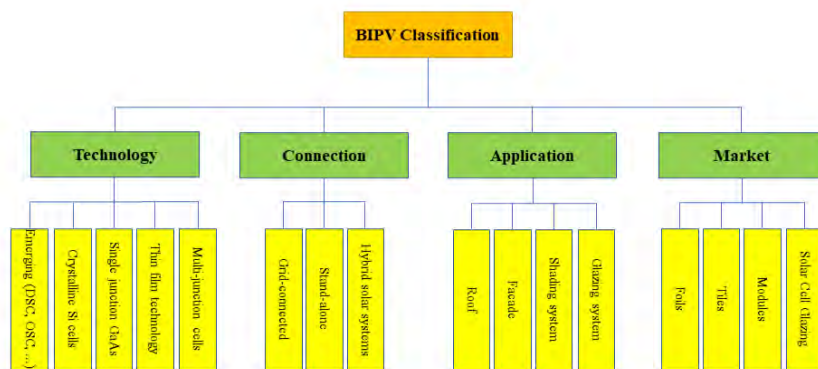 BIPV Classification
Technology
Connection
Application
Market
Emerging (DSC, OSC, ...)
Crystalline Si cells
Single junction GaAs
Thin film technology
Multi-junction cells
Grid-connected
Stand-alone
Hybrid solar systems
Roof
Facade
Shading system
Glazing system
Foils
Tiles
Modules
Solar Cell Glazing